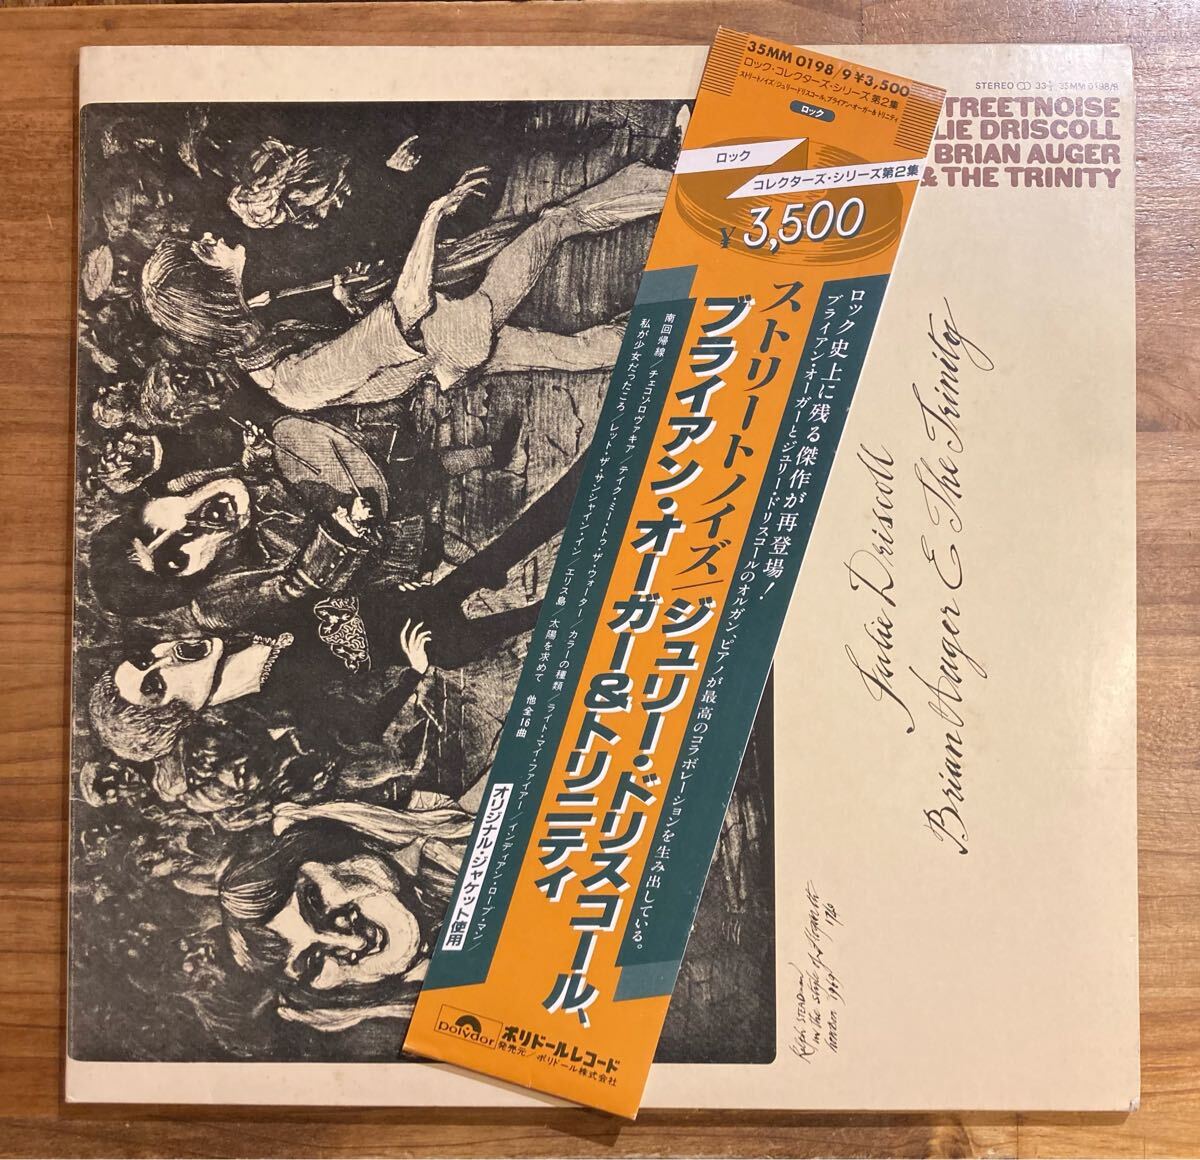 35MM 0198/9 ¥3,500
ロック・コレクターズ・シリーズ第2集
ストリートノイズ/ジュリー・ドリスコール、ブライアン・オーガー&トリニティ
ロック
ロック
コレクターズ・シリーズ第2集
¥3,500
ロック史上に残る傑作が再登場!
ブライアン・オーガーとジュリー・ドリスコールのオルガン、ピアノが最高のコラボレーションを生み出している。
ストリートノイズ/ジュリー・ドリスコール、
ブライアン・オーガー&トリニティ
南回帰線/チェコゾロヴァキア/テイク・ミー・トゥ・ザ・ウォーター/カラーの種類/ライト・マイ・ファイアー/インディアン・ロープ・マン/
私が少女だったころ/レット・ザ・サンシャイン・イン/エリス島/太陽を求めて 他全16曲
オリジナル・ジャケット使用
polydor
ポリドールレコード
発売元/ポリドール株式会社
STEREO 33⅓ 35MM 0198/9
TREETNOISE
LIE DRISCOLL
BRIAN AUGER
& THE TRINITY
Julie Driscoll
Brian Auger & The Trinity
Ralph STEADman
in the style of Hogarth 1746
London 1969